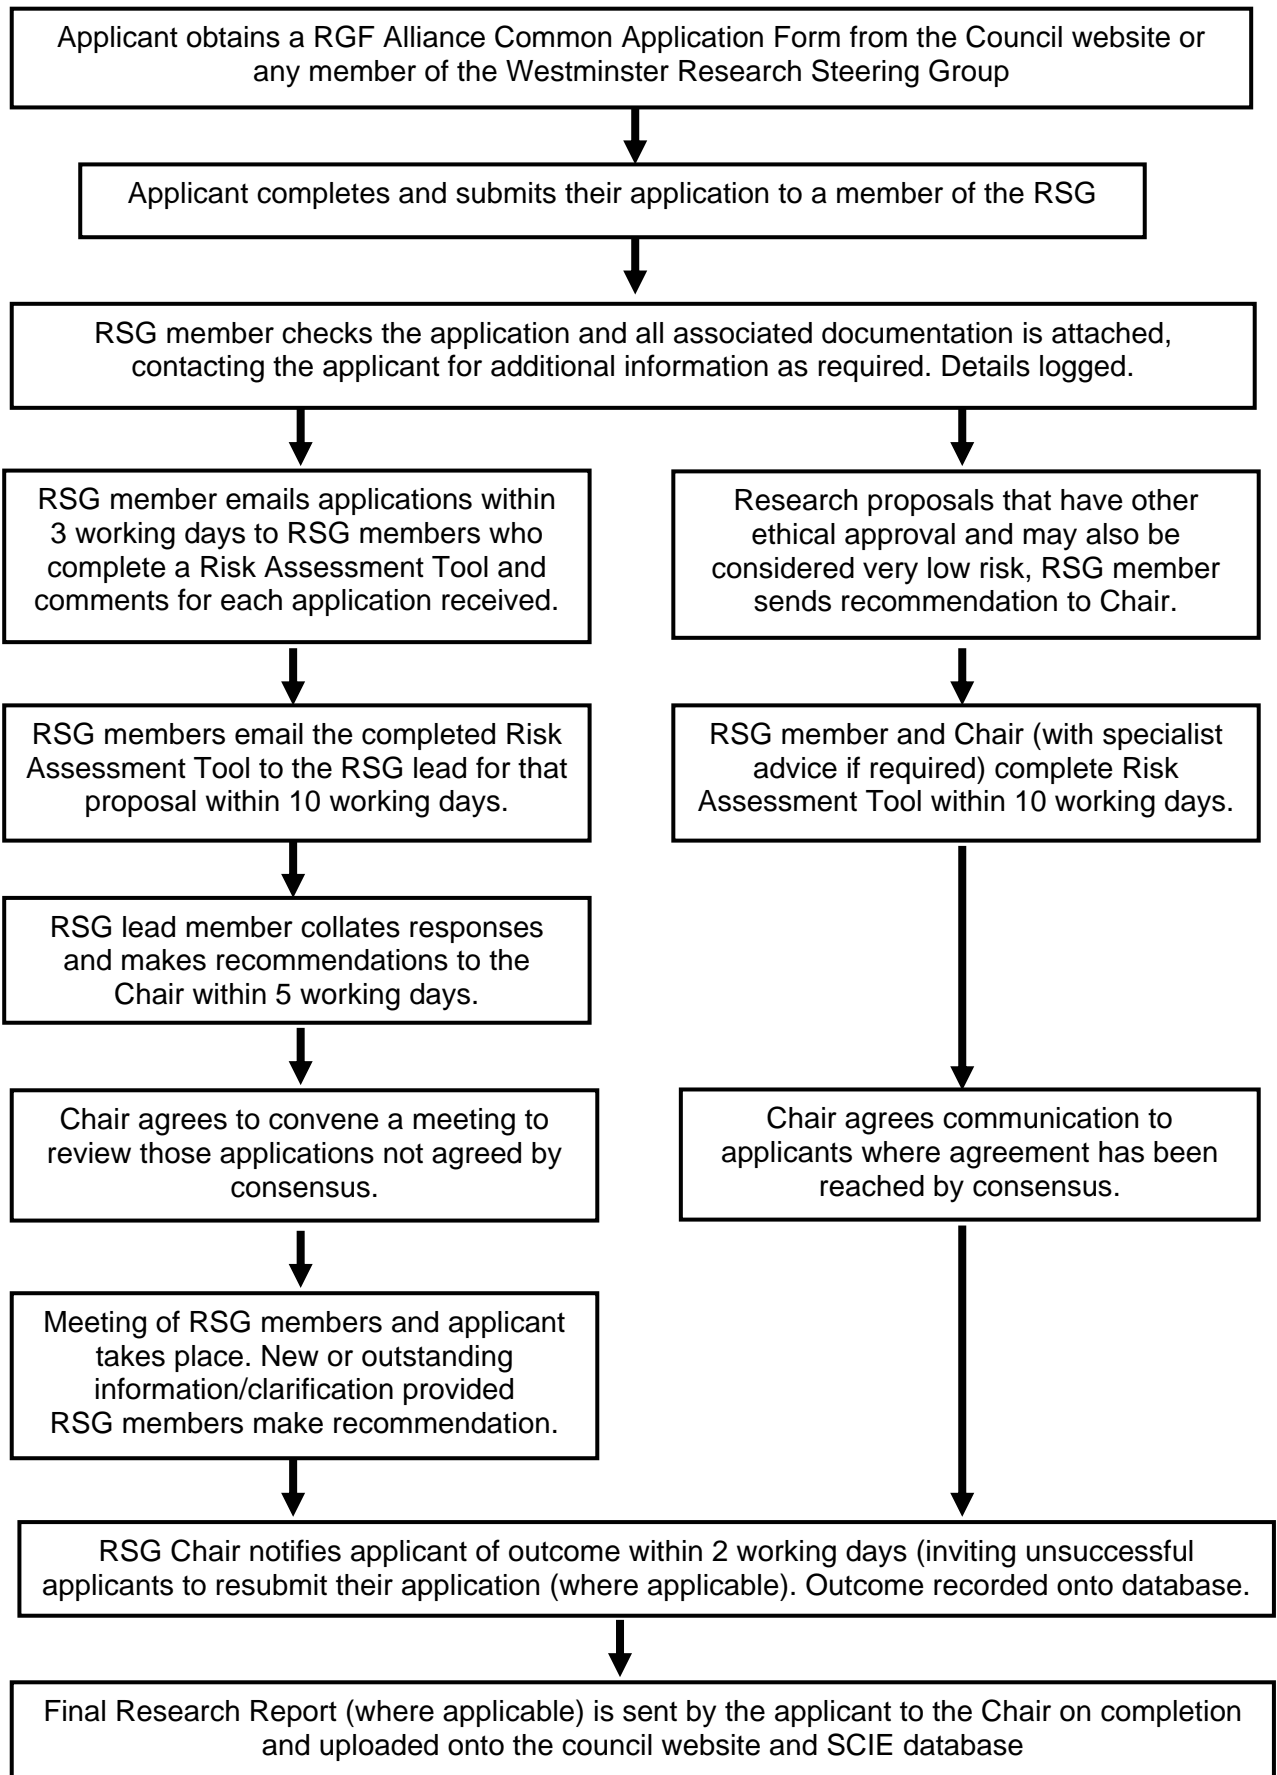 Applicant obtains a RGF Alliance Common Application Form from the Council website or
any member of the Westminster Research Steering Group
Applicant completes and submits their application to a member of the RSG
RSG member checks the application and all associated documentation is attached,
contacting the applicant for additional information as required. Details logged.
RSG member emails applications within
3 working days to RSG members who
complete a Risk Assessment Tool and
comments for each application received.
Research proposals that have other
ethical approval and may also be
considered very low risk, RSG member
sends recommendation to Chair.
RSG members email the completed Risk
Assessment Tool to the RSG lead for that
proposal within 10 working days.
RSG member and Chair (with specialist
advice if required) complete Risk
Assessment Tool within 10 working days.
RSG lead member collates responses
and makes recommendations to the
Chair within 5 working days.
Chair agrees to convene a meeting to
review those applications not agreed by
consensus.
Chair agrees communication to
applicants where agreement has been
reached by consensus.
Meeting of RSG members and applicant
takes place. New or outstanding
information/clarification provided
RSG members make recommendation.
RSG Chair notifies applicant of outcome within 2 working days (inviting unsuccessful
applicants to resubmit their application (where applicable). Outcome recorded onto database.
Final Research Report (where applicable) is sent by the applicant to the Chair on completion
and uploaded onto the council website and SCIE database